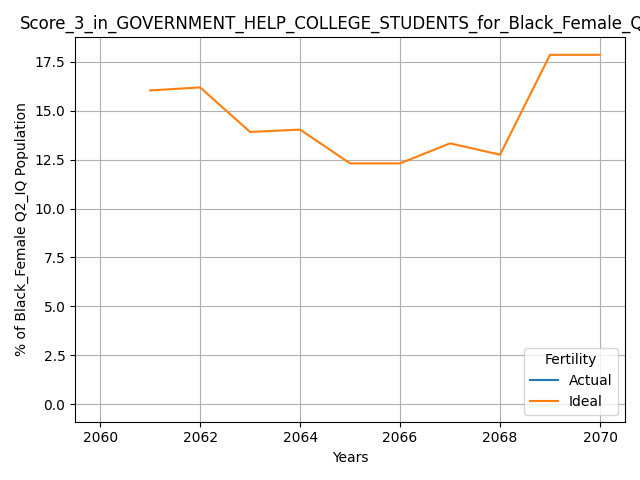 Score_3_in_GOVERNMENT_HELP_COLLEGE_STUDENTS_for_Black_Female_Q
% of Black_Female Q2_IQ Population
17.5
15.0
12.5
10.0
7.5
5.0
2.5
0.0
Fertility
Actual
Ideal
2060 2062 2064 2066 2068 2070
Years